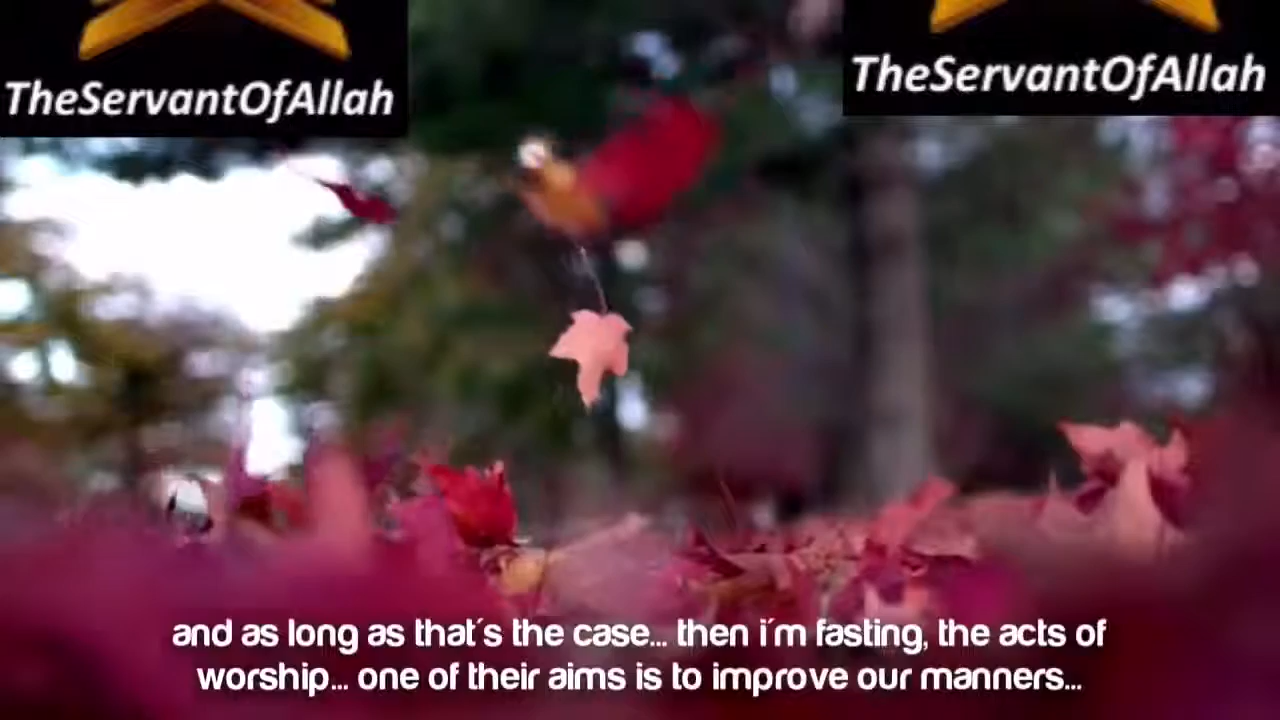 TheServantOfAllah
TheServantOfAllah
and as long as that's the case... then i'm fasting, the acts of
worship... one of their aims is to improve our manners...